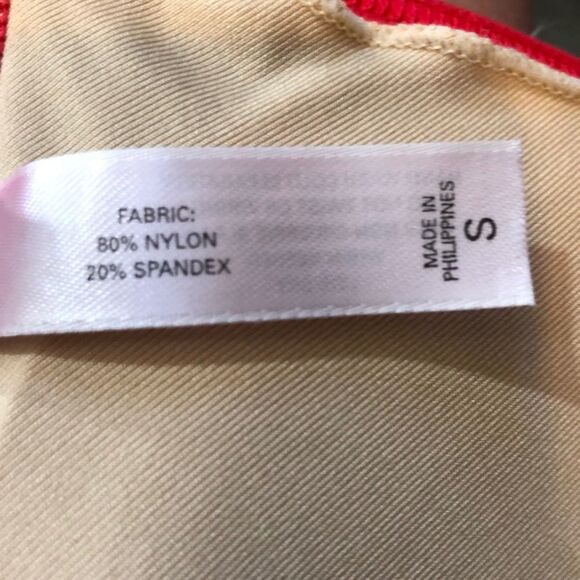 FABRIC:
80% NYLON
20% SPANDEX
MADE IN
PHILIPPINES
S